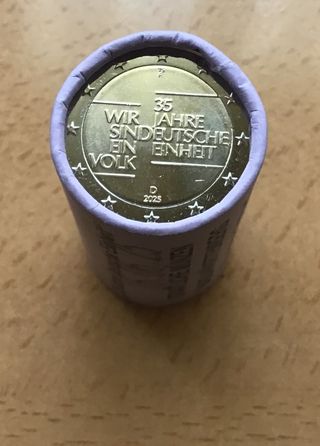 35
WIR JAHRE
SIND DEUTSCHE
EIN EINHEIT
VOLK
D
2025